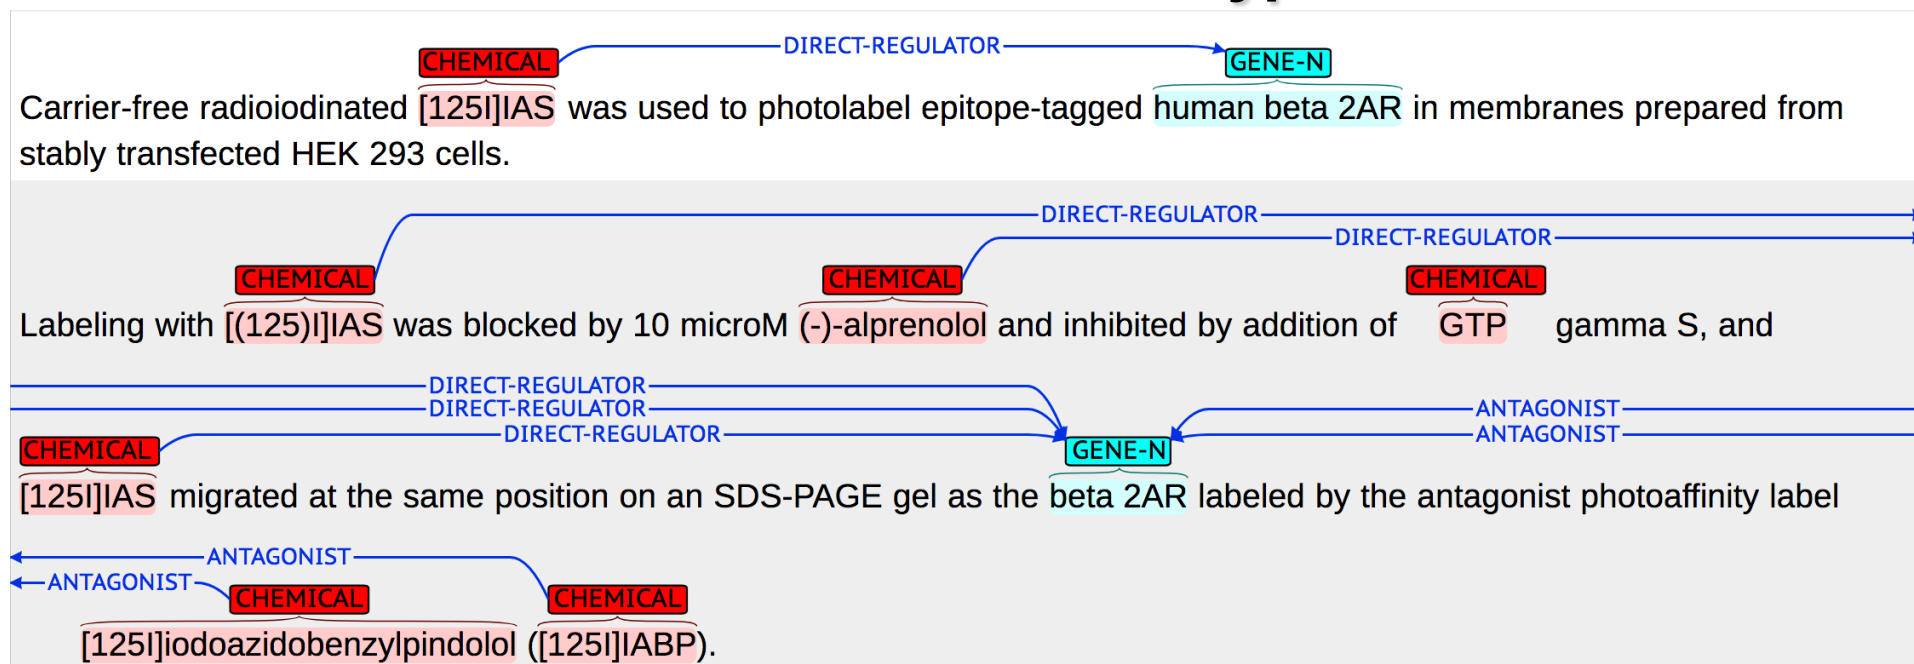 DIRECT-REGULATOR
CHEMICAL GENE-N
Carrier-free radioiodinated [125I]IAS was used to photolabel epitope-tagged human beta 2AR in membranes prepared from
stably transfected HEK 293 cells.
DIRECT-REGULATOR
DIRECT-REGULATOR
CHEMICAL CHEMICAL CHEMICAL
Labeling with [(125)I]IAS was blocked by 10 microM (-)-alprenolol and inhibited by addition of GTP gamma S, and
DIRECT-REGULATOR
DIRECT-REGULATOR ANTAGONIST
DIRECT-REGULATOR ANTAGONIST
CHEMICAL GENE-N
[125I]IAS migrated at the same position on an SDS-PAGE gel as the beta 2AR labeled by the antagonist photoaffinity label
ANTAGONIST
ANTAGONIST
CHEMICAL CHEMICAL
[125I]iodoazidobenzylpindolol ([125I]IABP).